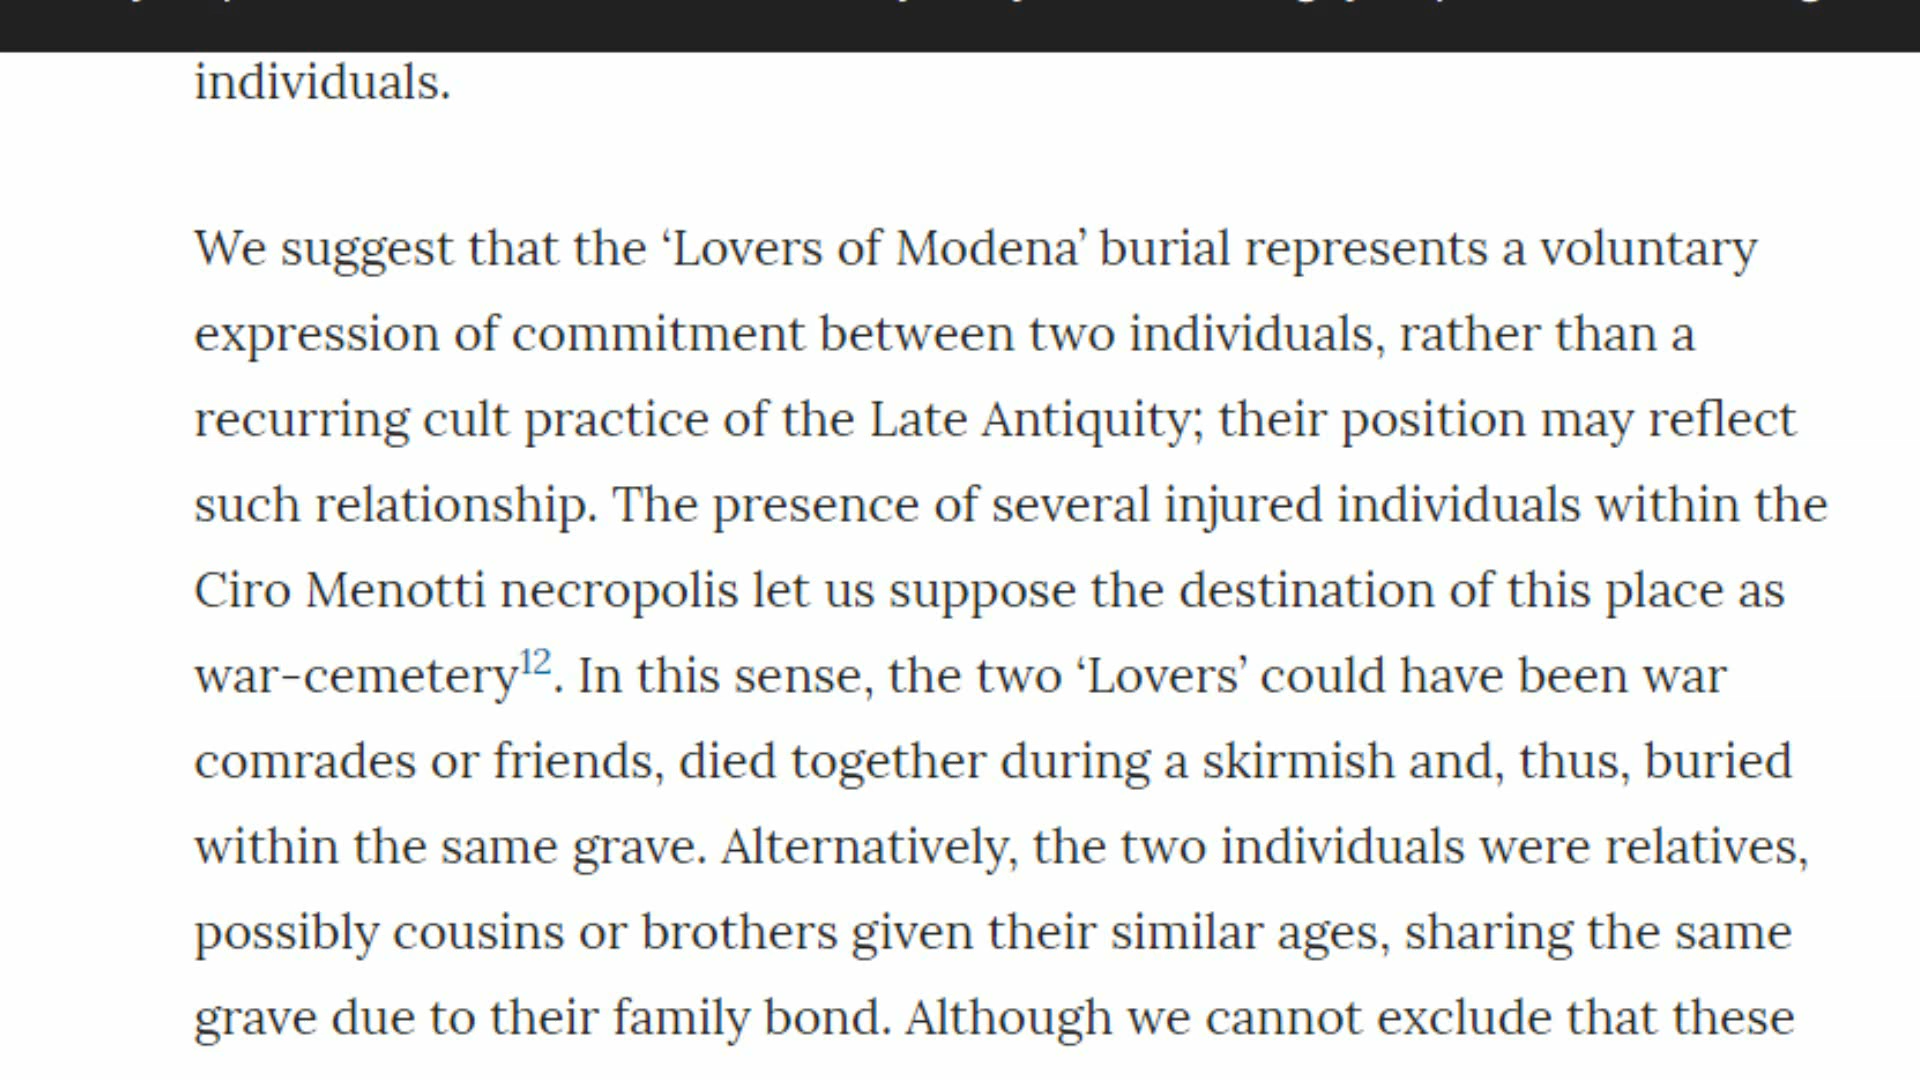 individuals.
We suggest that the ‘Lovers of Modena’ burial represents a voluntary
expression of commitment between two individuals, rather than a
recurring cult practice of the Late Antiquity; their position may reflect
such relationship. The presence of several injured individuals within the
Ciro Menotti necropolis let us suppose the destination of this place as
war-cemetery12. In this sense, the two ‘Lovers’ could have been war
comrades or friends, died together during a skirmish and, thus, buried
within the same grave. Alternatively, the two individuals were relatives,
possibly cousins or brothers given their similar ages, sharing the same
grave due to their family bond. Although we cannot exclude that these